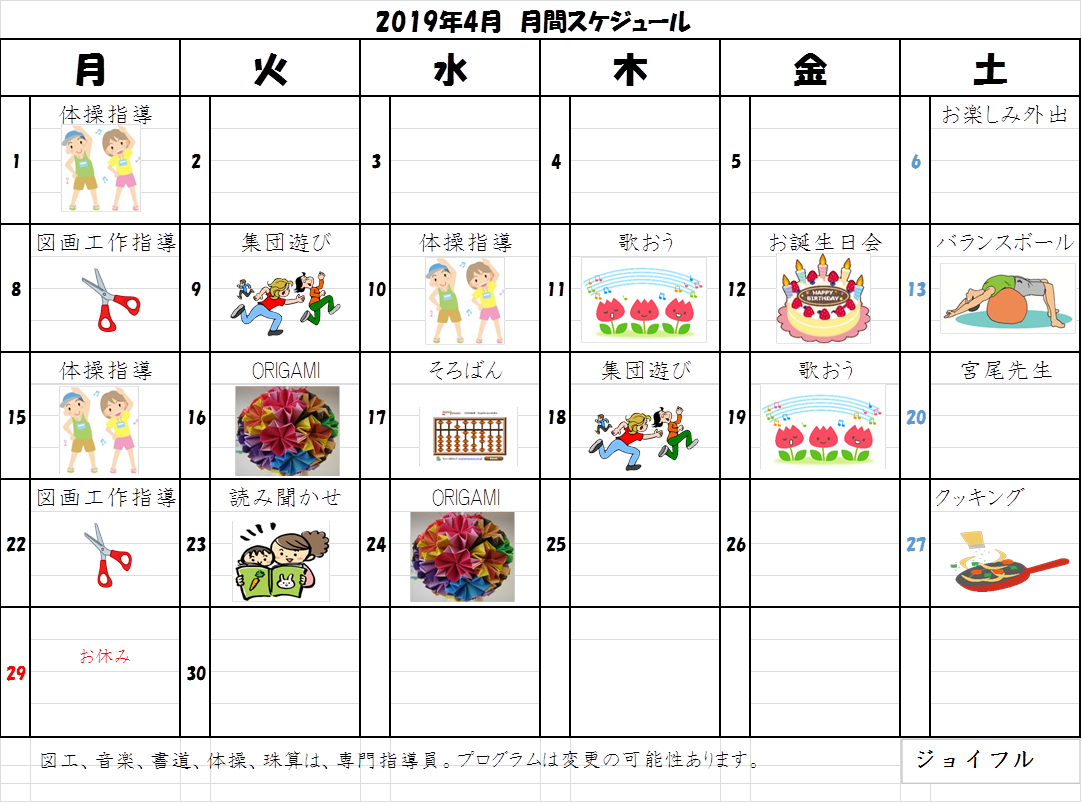 2019年4月　月間スケジュール
月 火 水 木 金 土
体操指導 お楽しみ外出
1 2 3 4 5 6
図画工作指導 集団遊び 体操指導 歌おう お誕生日会 バランスボール
8 9 10 11 12 13
HAPPY
BIRTHDAY
体操指導 ORIGAMI そろばん 集団遊び 歌おう 宮尾先生
15 16 17 18 19 20
図画工作指導 読み聞かせ ORIGAMI クッキング
22 23 24 25 26 27
お休み
29 30
図工、音楽、書道、体操、珠算は、専門指導員。プログラムは変更の可能性あります。
ジョイフル